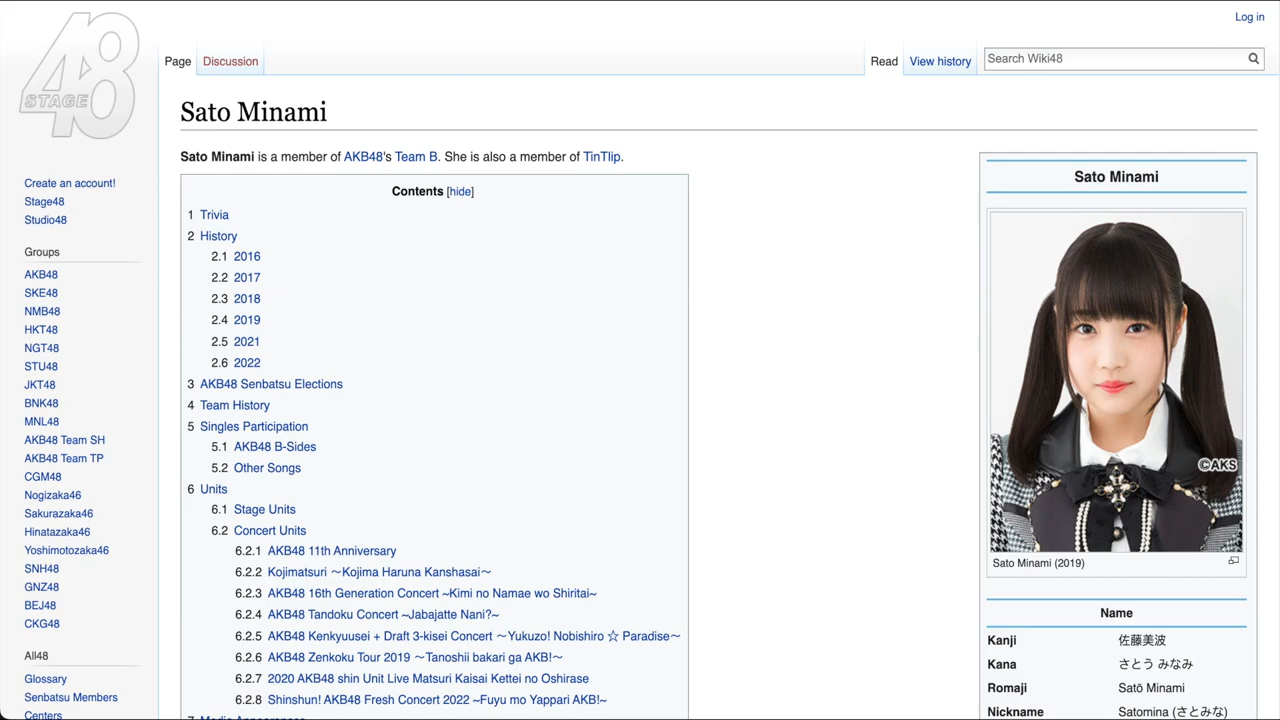 Log in
Page
Discussion
Read
View history
Search Wiki48
48
STAGE
Sato Minami
Sato Minami is a member of AKB48's Team B. She is also a member of TinTlip.
Create an account!
Stage48
Studio48
Groups
AKB48
SKE48
NMB48
HKT48
NGT48
STU48
JKT48
BNK48
MNL48
AKB48 Team SH
AKB48 Team TP
CGM48
Nogizaka46
Sakurazaka46
Hinatazaka46
Yoshimotozaka46
SNH48
GNZ48
BEJ48
CKG48
All48
Glossary
Senbatsu Members
Centers
Contents [hide]
1 Trivia
2 History
2.1 2016
2.2 2017
2.3 2018
2.4 2019
2.5 2021
2.6 2022
3 AKB48 Senbatsu Elections
4 Team History
5 Singles Participation
5.1 AKB48 B-Sides
5.2 Other Songs
6 Units
6.1 Stage Units
6.2 Concert Units
6.2.1 AKB48 11th Anniversary
6.2.2 Kojimatsuri ～Kojima Haruna Kanshasai～
6.2.3 AKB48 16th Generation Concert ~Kimi no Namae wo Shiritai~
6.2.4 AKB48 Tandoku Concert ~Jabajatte Nani?~
6.2.5 AKB48 Kenkyuusei + Draft 3-kisei Concert ～Yukuzo! Nobishiro ☆ Paradise～
6.2.6 AKB48 Zenkoku Tour 2019 ～Tanoshii bakari ga AKB!～
6.2.7 2020 AKB48 shin Unit Live Matsuri Kaisai Kettei no Oshirase
6.2.8 Shinshun! AKB48 Fresh Concert 2022 ~Fuyu mo Yappari AKB!~
7 Media Appearances
Sato Minami
©AKS
Sato Minami (2019)
Name
Kanji 佐藤美波
Kana さとう みなみ
Romaji Satō Minami
Nickname Satomina (さとみな)